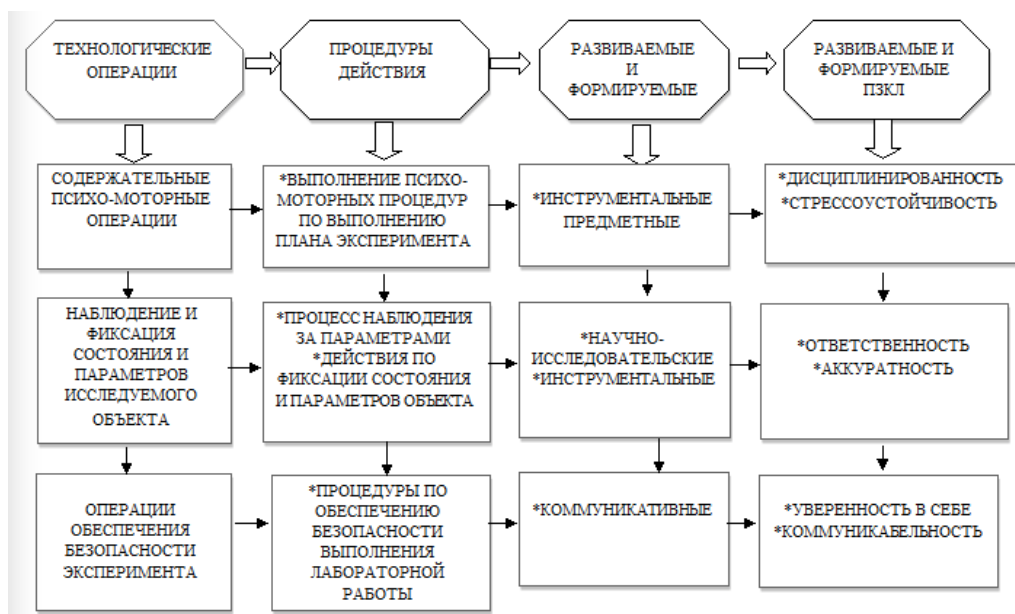 ТЕХНОЛОГИЧЕСКИЕ
ОПЕРАЦИИ
ПРОЦЕДУРЫ
ДЕЙСТВИЯ
РАЗВИВАЕМЫЕ
И
ФОРМИРУЕМЫЕ
РАЗВИВАЕМЫЕ И
ФОРМИРУЕМЫЕ
ПЗКЛ
СОДЕРЖАТЕЛЬНЫЕ
ПСИХО-МОТОРНЫЕ
ОПЕРАЦИИ
*ВЫПОЛНЕНИЕ ПСИХО-
МОТОРНЫХ ПРОЦЕДУР
ПО ВЫПОЛНЕНИЮ
ПЛАНА ЭКСПЕРИМЕНТА
*ИНСТРУМЕНТАЛЬНЫЕ
ПРЕДМЕТНЫЕ
*ДИСЦИПЛИНИРОВАННОСТЬ
*СТРЕССОУСТОЙЧИВОСТЬ
НАБЛЮДЕНИЕ И
ФИКСАЦИЯ
СОСТОЯНИЯ И
ПАРАМЕТРОВ
ИССЛЕДУЕМОГО
ОБЪЕКТА
*ПРОЦЕСС НАБЛЮДЕНИЯ
ЗА ПАРАМЕТРАМИ
*ДЕЙСТВИЯ ПО
ФИКСАЦИИ СОСТОЯНИЯ
И ПАРАМЕТРОВ ОБЪЕКТА
*НАУЧНО-
ИССЛЕДОВАТЕЛЬСКИЕ
*ИНСТРУМЕНТАЛЬНЫЕ
*ОТВЕТСТВЕННОСТЬ
*АККУРАТНОСТЬ
ОПЕРАЦИИ
ОБЕСПЕЧЕНИЯ
БЕЗОПАСНОСТИ
ЭКСПЕРИМЕНТА
*ПРОЦЕДУРЫ ПО
ОБЕСПЕЧЕНИЮ
БЕЗОПАСНОСТИ
ВЫПОЛНЕНИЯ
ЛАБОРАТОРНОЙ
РАБОТЫ
*КОММУНИКАТИВНЫЕ
*УВЕРЕННОСТЬ В СЕБЕ
*КОММУНИКАБЕЛЬНОСТЬ